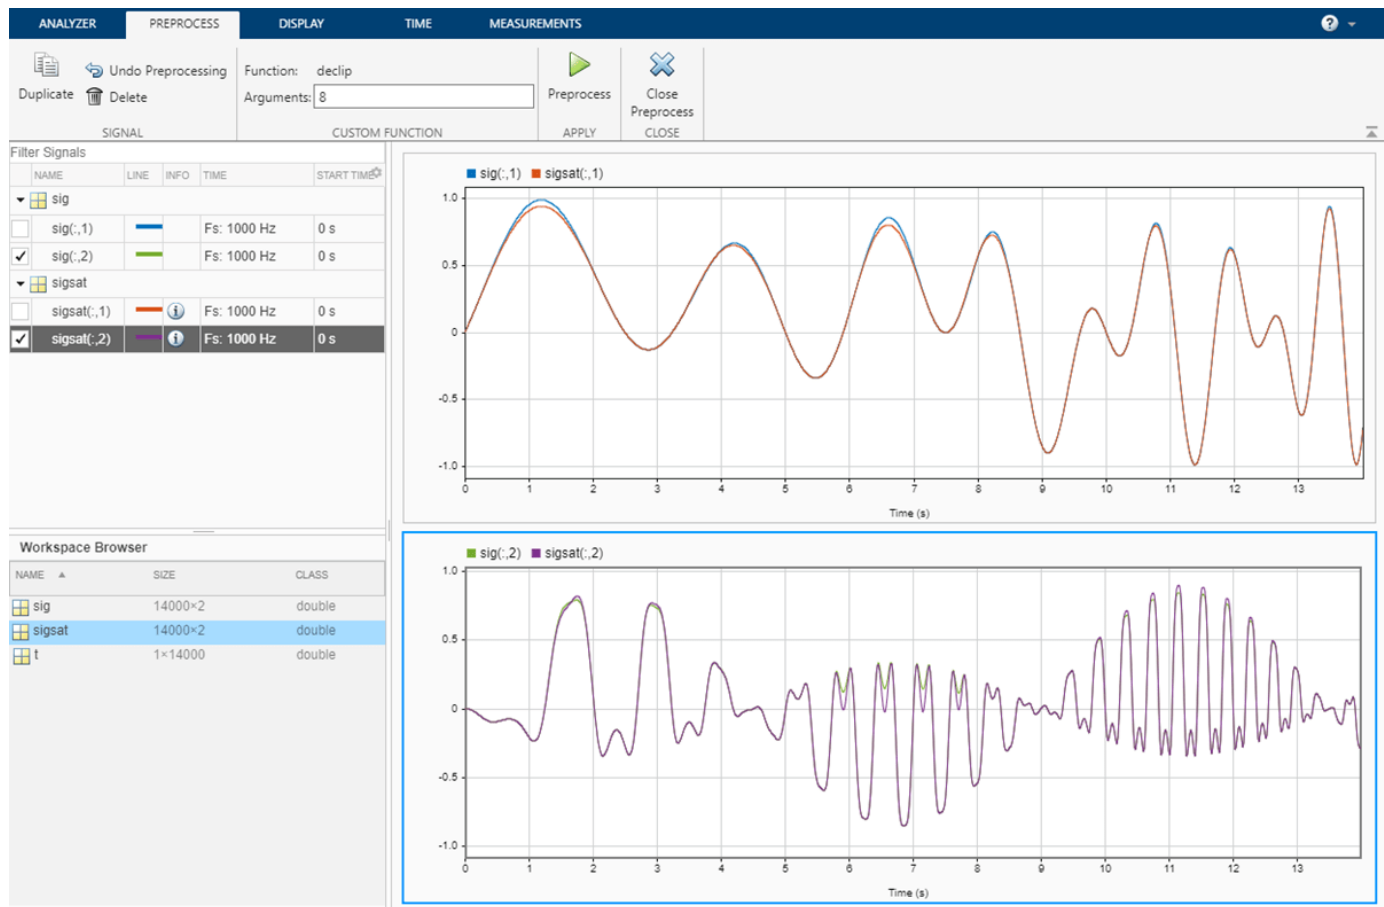 ANALYZER PREPROCESS DISPLAY TIME MEASUREMENTS ?
Duplicate Undo Preprocessing Delete
Function: declip
Arguments: 8
Preprocess
Close Preprocess
SIGNAL CUSTOM FUNCTION APPLY CLOSE
Filter Signals
NAME LINE INFO TIME START TIME
sig
sig(:,1) Fs: 1000 Hz 0 s
sig(:,2) Fs: 1000 Hz 0 s
sigsat
sigsat(:,1) i Fs: 1000 Hz 0 s
sigsat(:,2) i Fs: 1000 Hz 0 s
Workspace Browser
NAME SIZE CLASS
sig 14000×2 double
sigsat 14000×2 double
t 1×14000 double
sig(:,1) sigsat(:,1)
1.0
0.5
0
-0.5
-1.0
0 1 2 3 4 5 6 7 8 9 10 11 12 13
Time (s)
sig(:,2) sigsat(:,2)
1.0
0.5
0
-0.5
-1.0
0 1 2 3 4 5 6 7 8 9 10 11 12 13
Time (s)